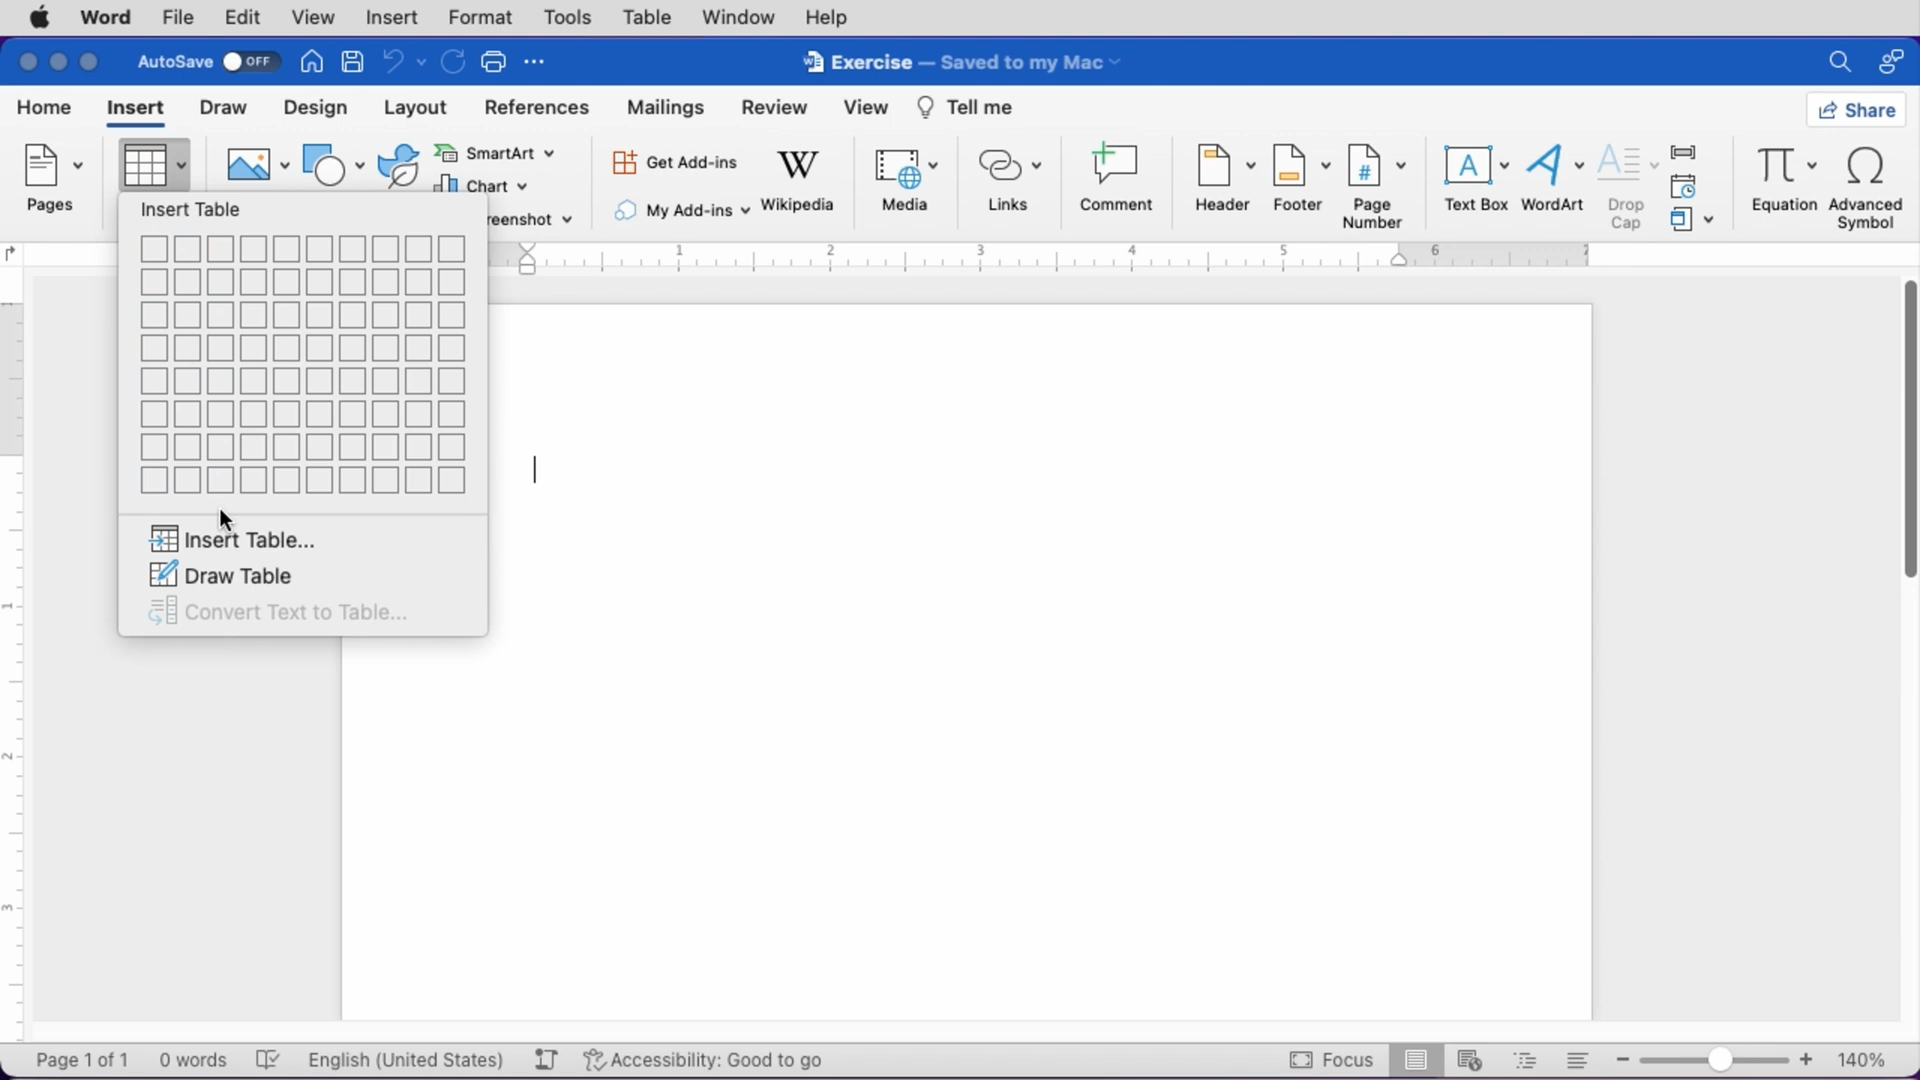 Word File Edit View Insert Format Tools Table Window Help
AutoSave OFF Exercise — Saved to my Mac
Home Insert Draw Design Layout References Mailings Review View Tell me Share
Pages SmartArt Chart reenshot Get Add-ins My Add-ins W Wikipedia Media Links Comment Header Footer # Page Number A Text Box A WordArt A Drop Cap π Equation Ω Advanced Symbol
1 2 3 4 5 6 7
Insert Table
Insert Table...
Draw Table
Convert Text to Table...
1
2
3
Page 1 of 1 0 words English (United States) Accessibility: Good to go Focus 140%